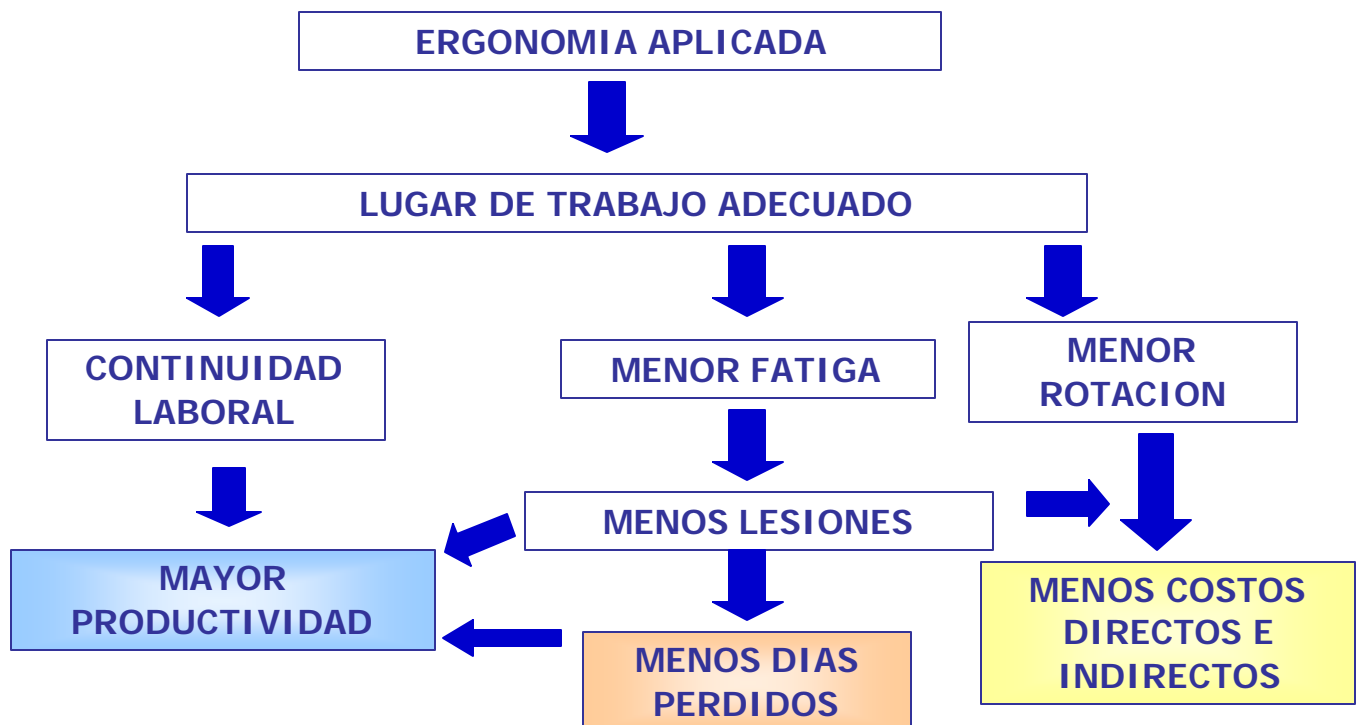 ERGONOMIA APLICADA
LUGAR DE TRABAJO ADECUADO
CONTINUIDAD
LABORAL
MENOR FATIGA
MENOR
ROTACION
MENOS LESIONES
MAYOR
PRODUCTIVIDAD
MENOS DIAS
PERDIDOS
MENOS COSTOS
DIRECTOS E
INDIRECTOS